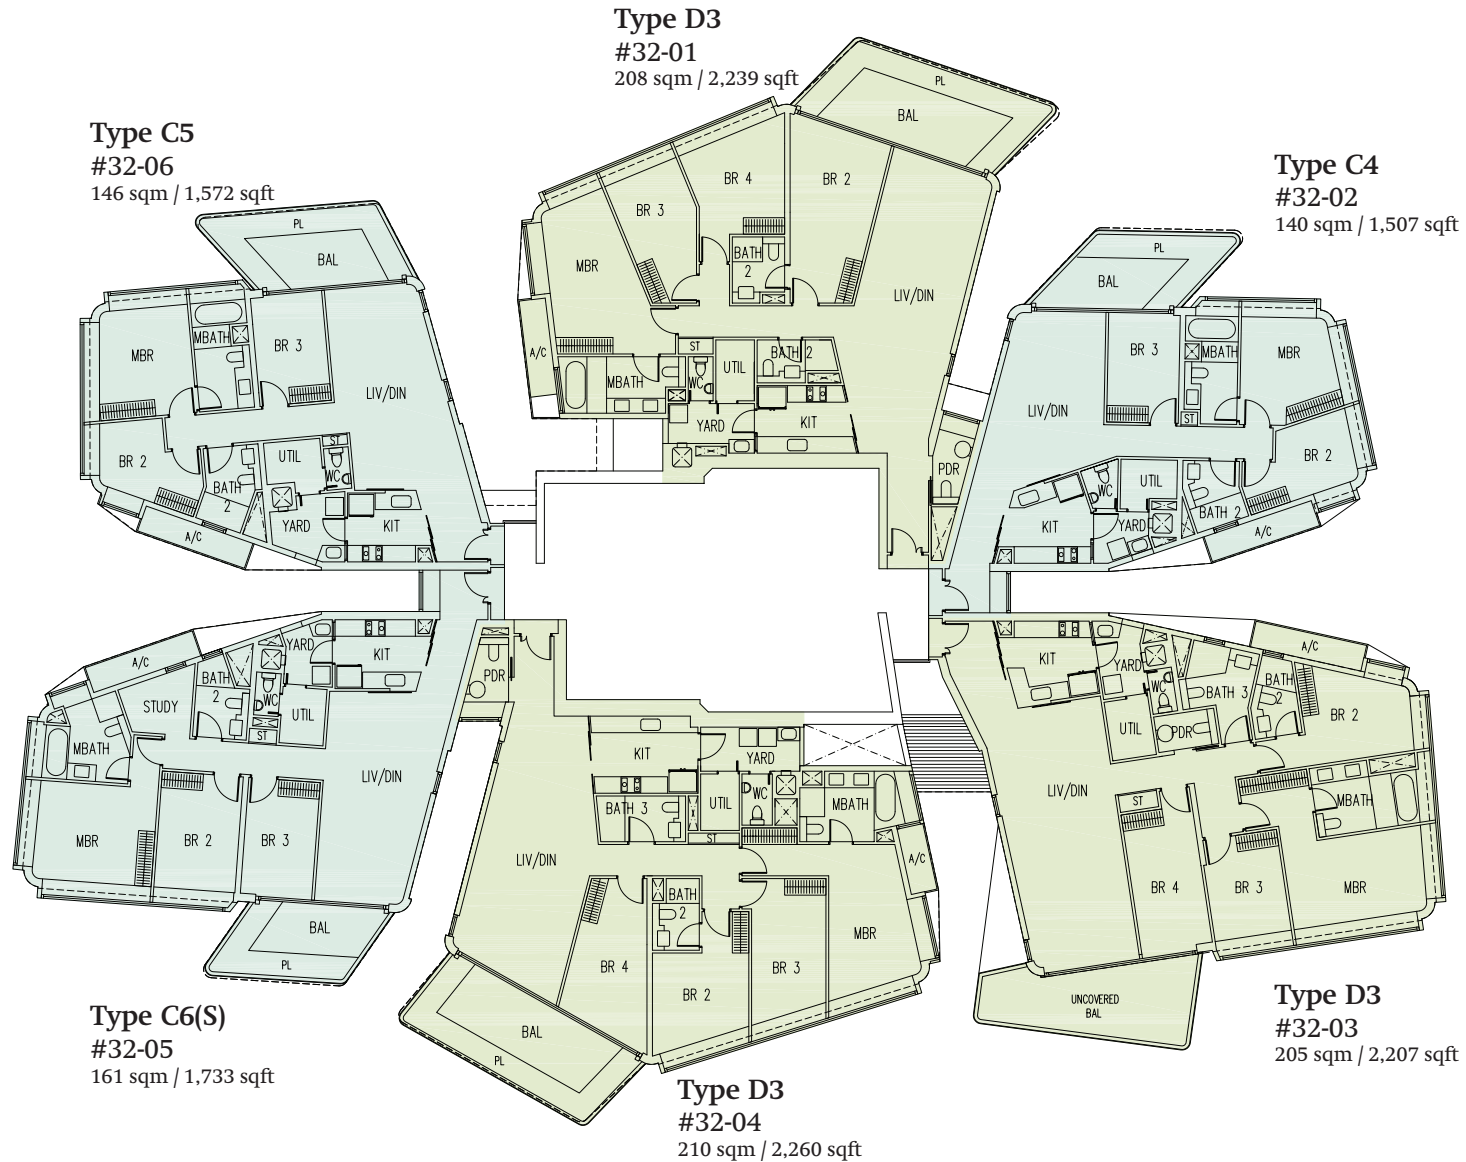 Type D3
#32-01
208 sqm / 2,239 sqft
PL
BAL
BR 4
BR 2
BR 3
BATH
2
MBR
LIV/DIN
A/C
ST
BATH 2
UTIL
MBATH
WC
YARD
KIT
PDR
Type C5
#32-06
146 sqm / 1,572 sqft
PL
BAL
MBATH
BR 3
MBR
LIV/DIN
ST
UTIL
BR 2
WC
BATH
2
YARD
KIT
A/C
Type C4
#32-02
140 sqm / 1,507 sqft
PL
BAL
BR 3
MBATH
MBR
LIV/DIN
ST
BR 2
WC
UTIL
BATH 2
KIT
YARD
A/C
A/C
YARD
KIT
BATH
2
WC
STUDY
UTIL
ST
MBATH
LIV/DIN
MBR
BR 2
BR 3
BAL
PL
Type C6(S)
#32-05
161 sqm / 1,733 sqft
PDR
KIT
YARD
UTIL
WC
BATH 3
MBATH
ST
LIV/DIN
A/C
BATH
2
MBR
BR 4
BR 3
BR 2
BAL
PL
Type D3
#32-04
210 sqm / 2,260 sqft
A/C
KIT
YARD
WC
BATH 3
BATH
2
BR 2
UTIL
PDR
LIV/DIN
ST
MBATH
BR 4
BR 3
MBR
UNCOVERED
BAL
Type D3
#32-03
205 sqm / 2,207 sqft